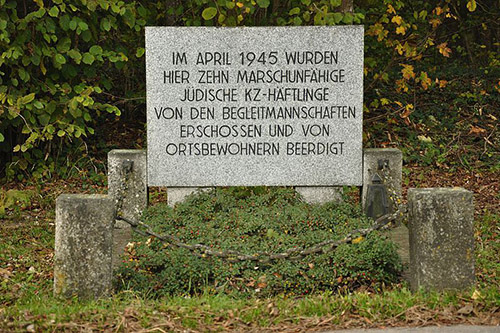 IM APRIL 1945 WURDEN
HIER ZEHN MARSCHUNFÄHIGE
JÜDISCHE KZ-HÄFTLINGE
VON DEN BEGLEITMANNSCHAFTEN
ERSCHOSSEN UND VON
ORTSBEWOHNERN BEERDIGT